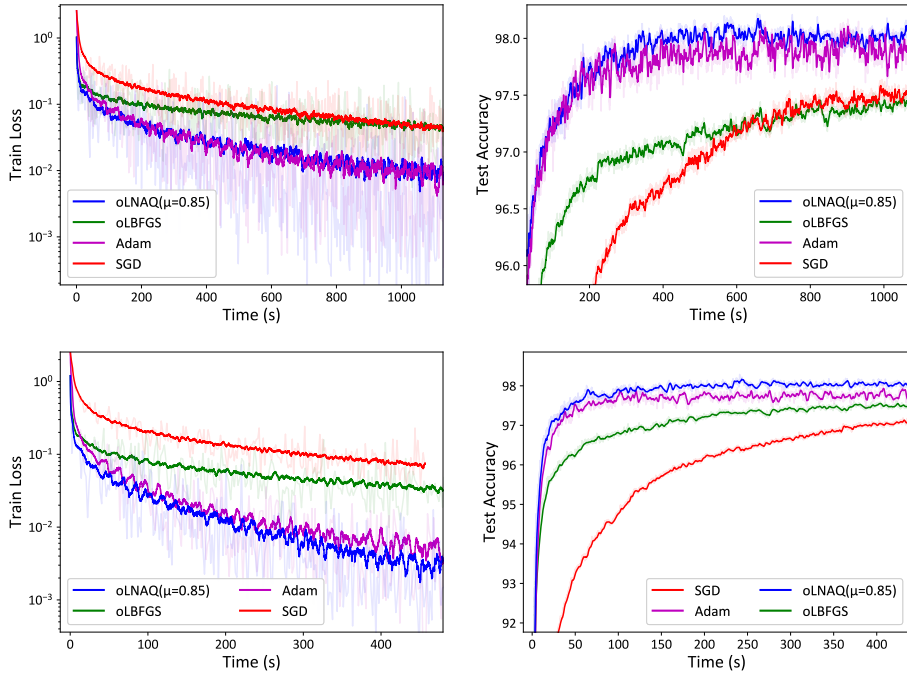 Train Loss
10⁰
10⁻¹
10⁻²
10⁻³
oLNAQ(μ=0.85)
oLBFGS
Adam
SGD
0 200 400 600 800 1000
Time (s)
Test Accuracy
98.0
97.5
97.0
96.5
96.0
oLNAQ(μ=0.85)
oLBFGS
Adam
SGD
200 400 600 800 1000
Time (s)
Train Loss
10⁰
10⁻¹
10⁻²
10⁻³
oLNAQ(μ=0.85) Adam
oLBFGS SGD
0 100 200 300 400
Time (s)
Test Accuracy
98
97
96
95
94
93
92
SGD oLNAQ(μ=0.85)
Adam oLBFGS
0 50 100 150 200 250 300 350 400
Time (s)